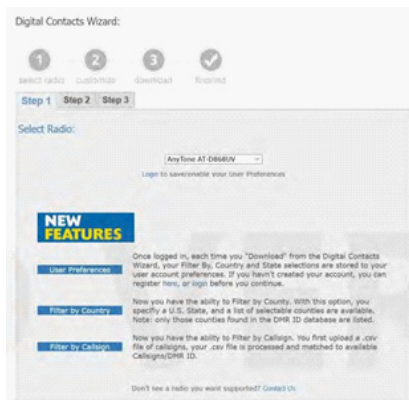 Digital Contacts Wizard:
1 2 3
select radio customize download finished
Step 1 Step 2 Step 3
Select Radio:
AnyTone AT-D868UV
Login to save/enable your User Preferences
NEW
FEATURES
User Preferences
Once logged in, each time you "Download" from the Digital Contacts
Wizard, your Filter By, Country and State selections are stored to your
user account preferences. If you havn't created your account, you can
register here, or login before you continue.
Filter by Country
Now you have the ability to Filter by County. With this option, you
specify a U.S. State, and a list of selectable counties are available.
Note: only those counties found in the DMR ID database are listed.
Filter by Callsign
Now you have the ability to Filter by Callsign. You first upload a .csv
file of callsigns, your .csv file is processed and matched to available
Callsigns/DMR ID.
Don't see a radio you want supported? Contact Us